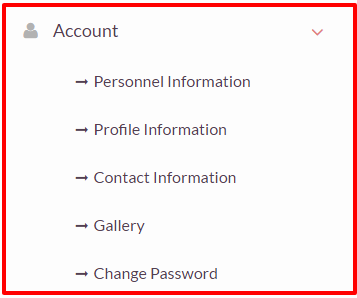 Account
Personnel Information
Profile Information
Contact Information
Gallery
Change Password